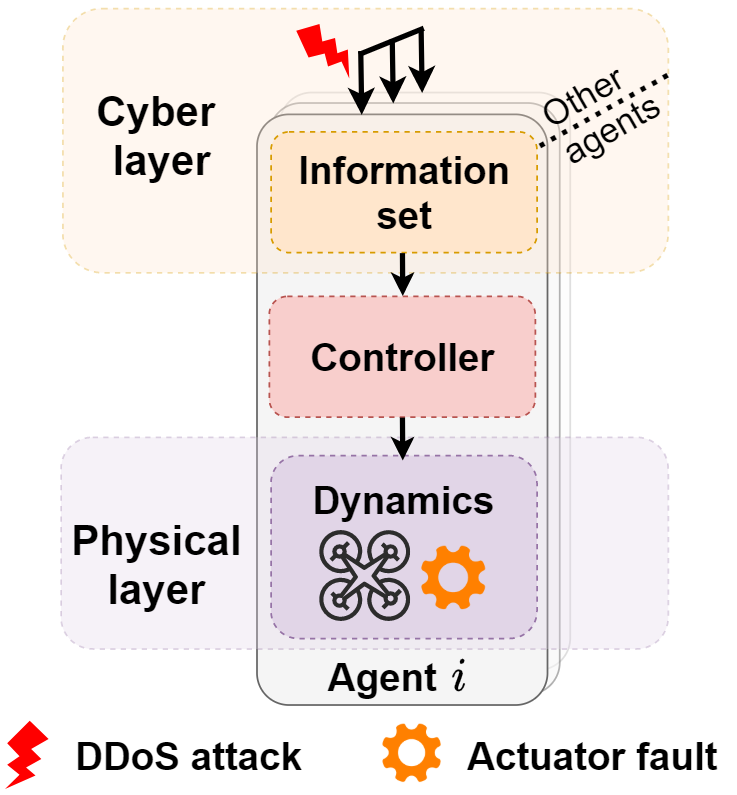 Cyber
layer
Other
agents
Information
set
Controller
Dynamics
Physical
layer
Agent i
DDoS attack
Actuator fault